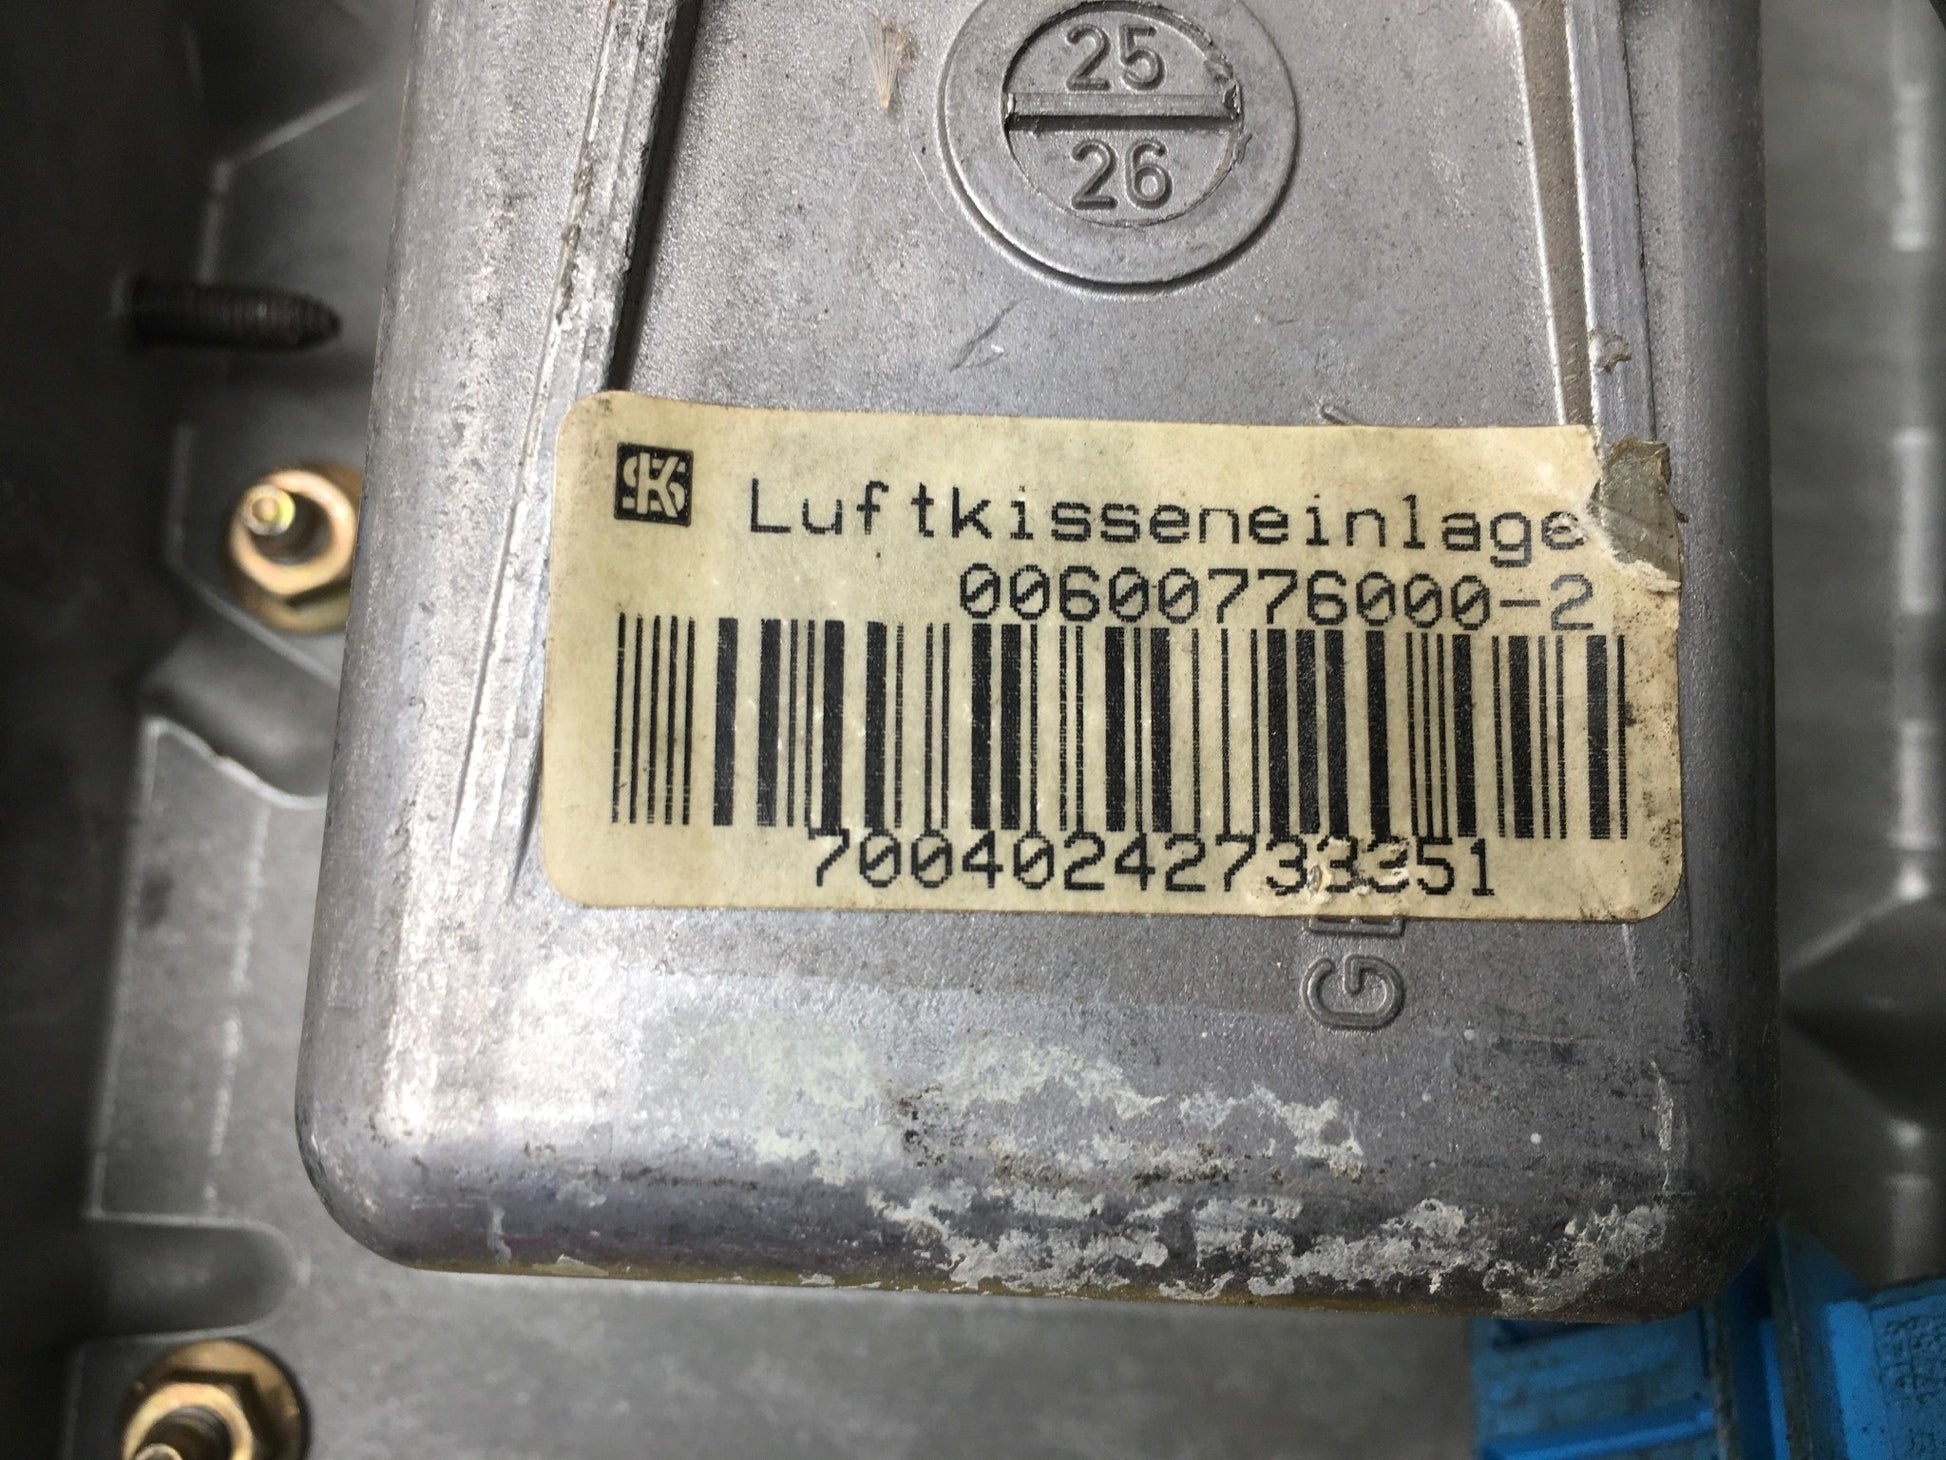 25
26
Luftkisseneinlage
00600776000-2
70040242733351
G